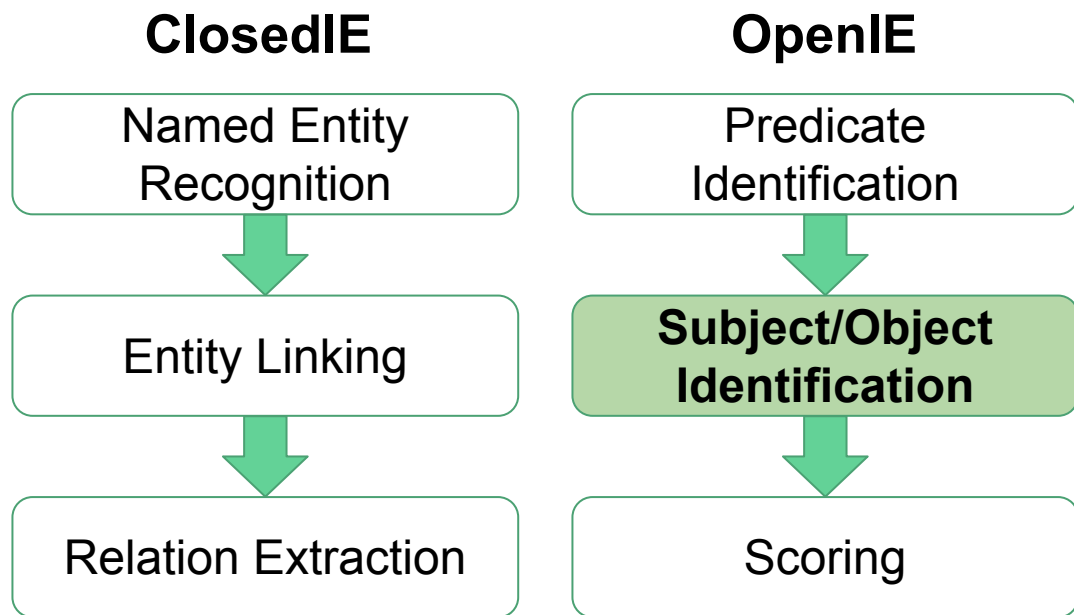 ClosedIE
Named Entity
Recognition
Entity Linking
Relation Extraction
OpenIE
Predicate
Identification
Subject/Object
Identification
Scoring